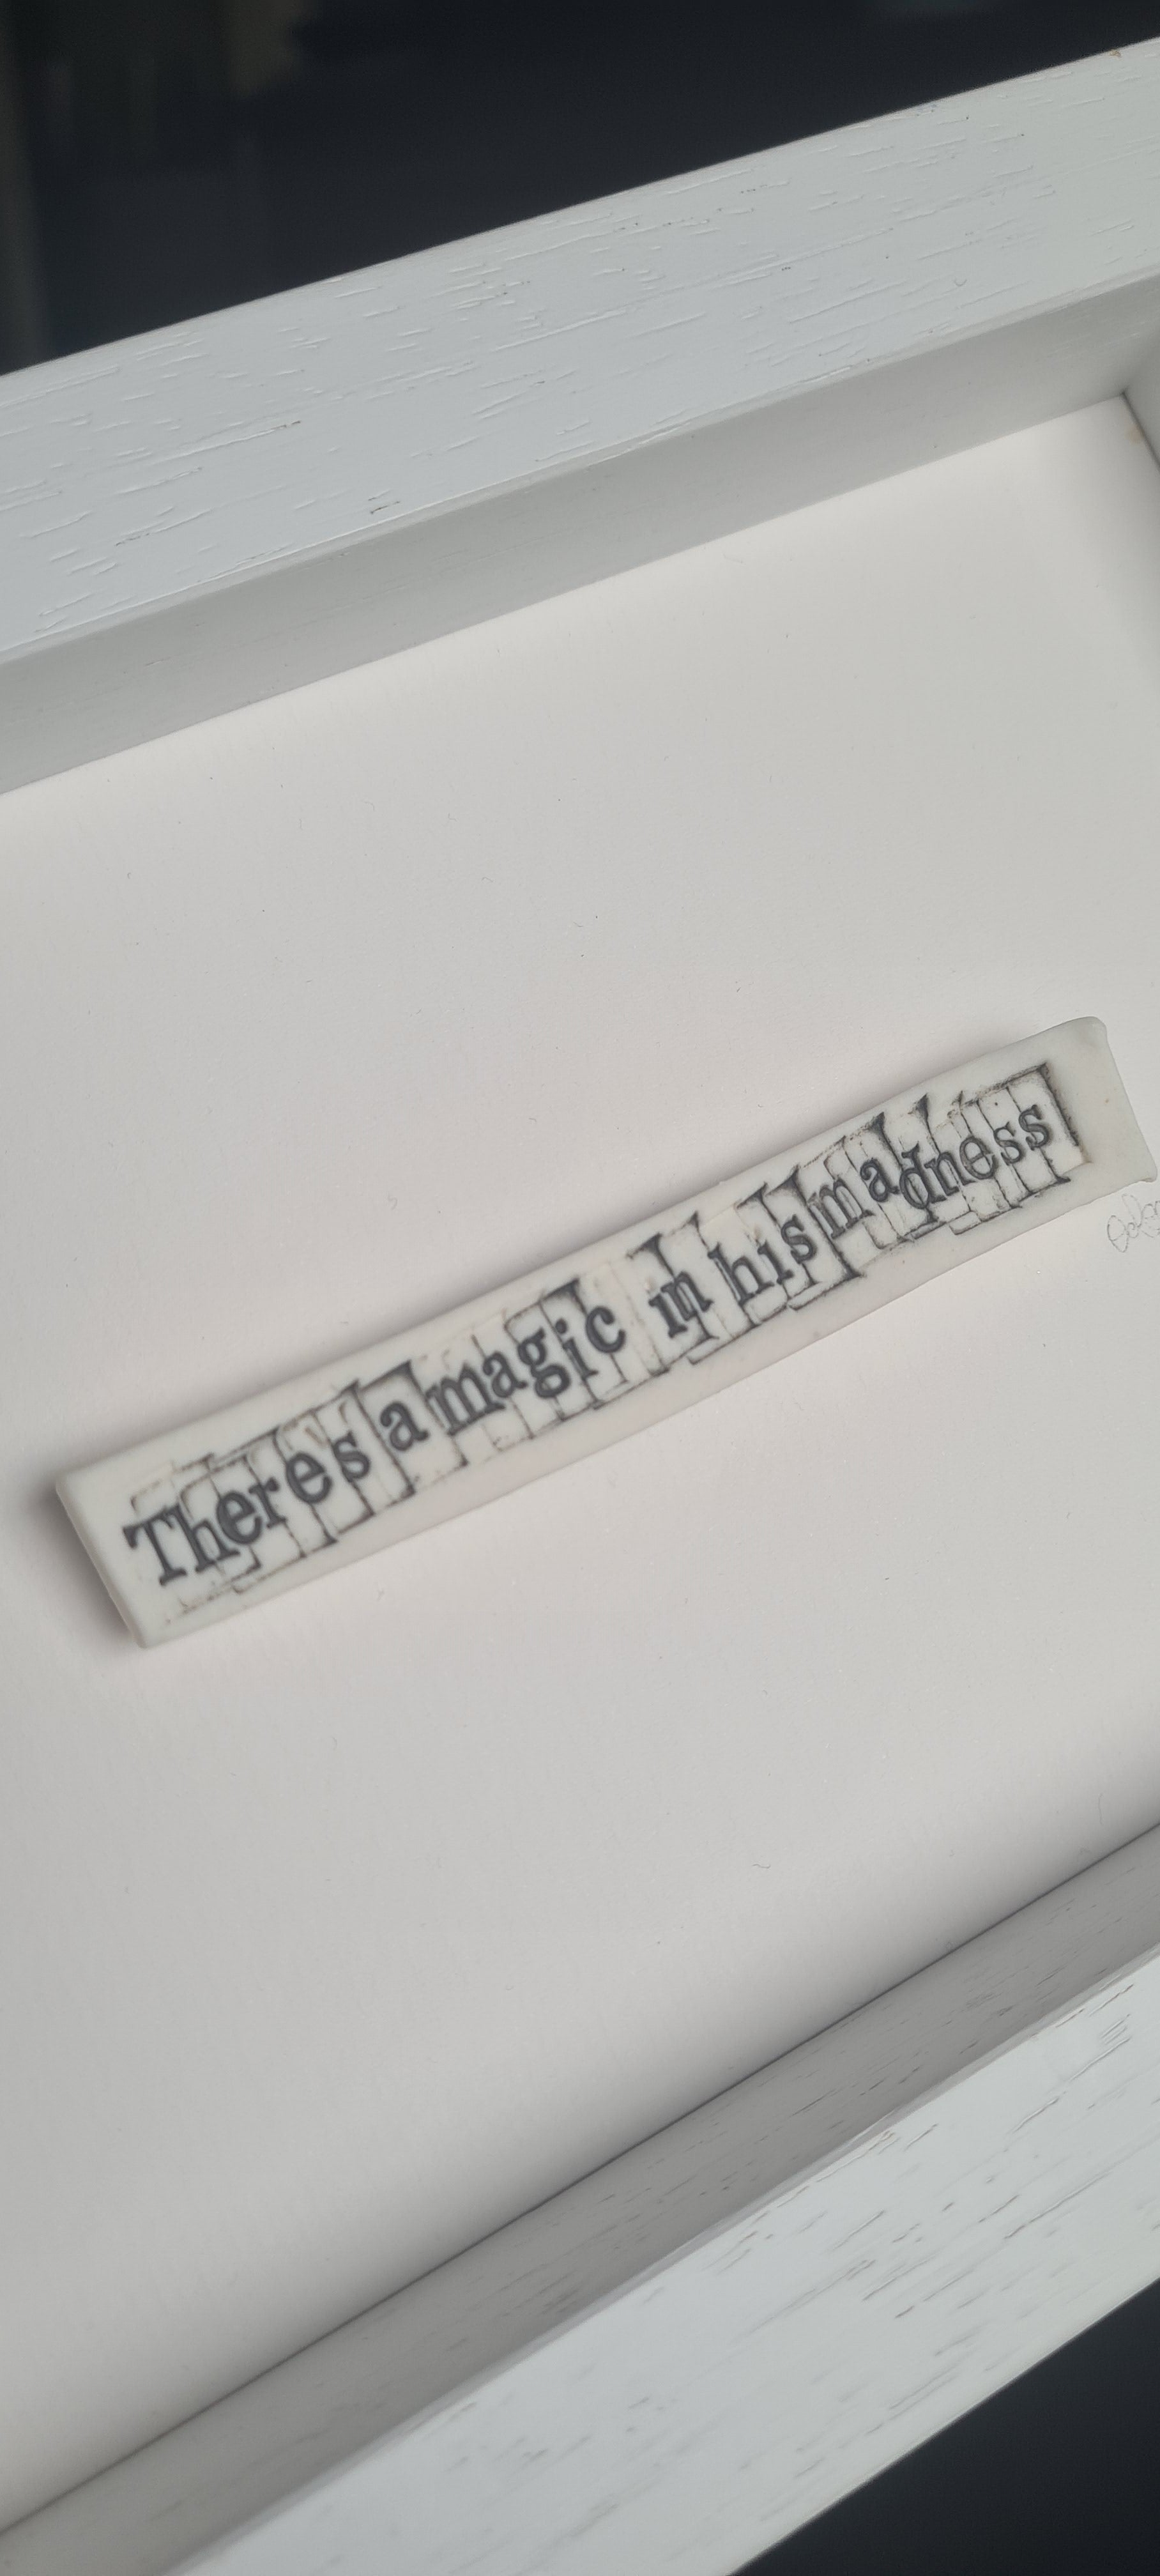 Theres a magic in his madness